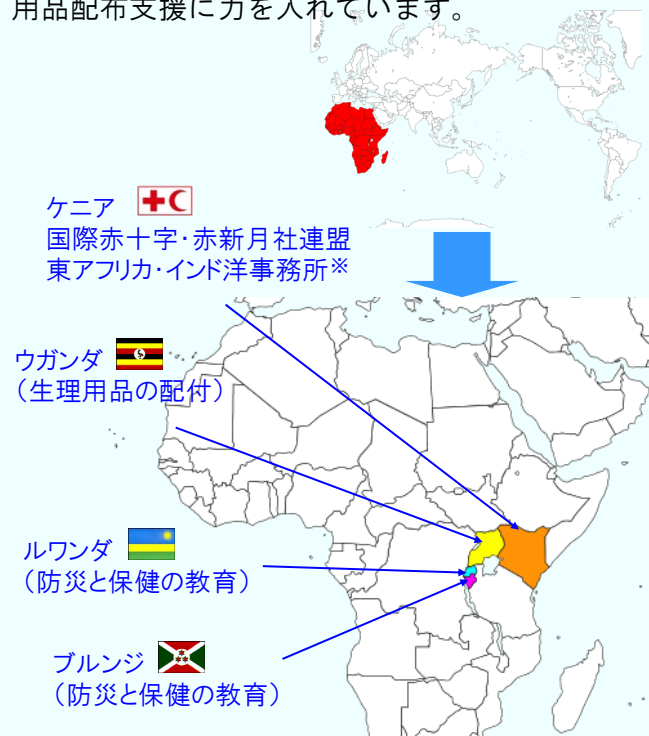 用品配布支援に力を入れています。
ケニア
国際赤十字・赤新月社連盟
東アフリカ・インド洋事務所※
ウガンダ
（生理用品の配付）
ルワンダ
（防災と保健の教育）
ブルンジ
（防災と保健の教育）